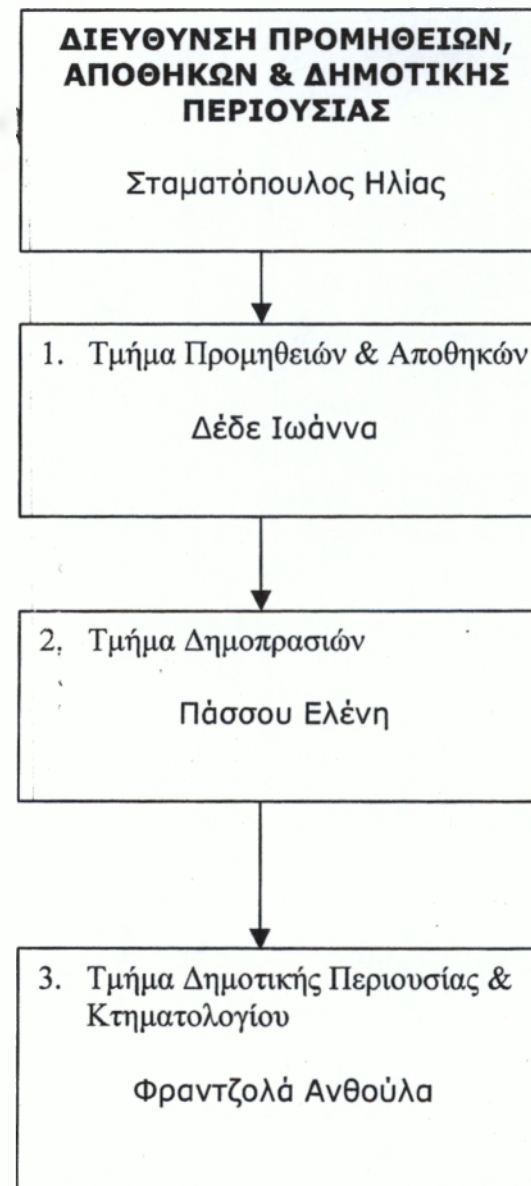 ΔΙΕΥΘΥΝΣΗ ΠΡΟΜΗΘΕΙΩΝ,
ΑΠΟΘΗΚΩΝ & ΔΗΜΟΤΙΚΗΣ
ΠΕΡΙΟΥΣΙΑΣ
Σταματόπουλος Ηλίας
1. Τμήμα Προμηθειών & Αποθηκών
Δέδε Ιωάννα
2. Τμήμα Δημοπρασιών
Πάσσου Ελένη
3. Τμήμα Δημοτικής Περιουσίας &
Κτηματολογίου
Φραντζολά Ανθούλα